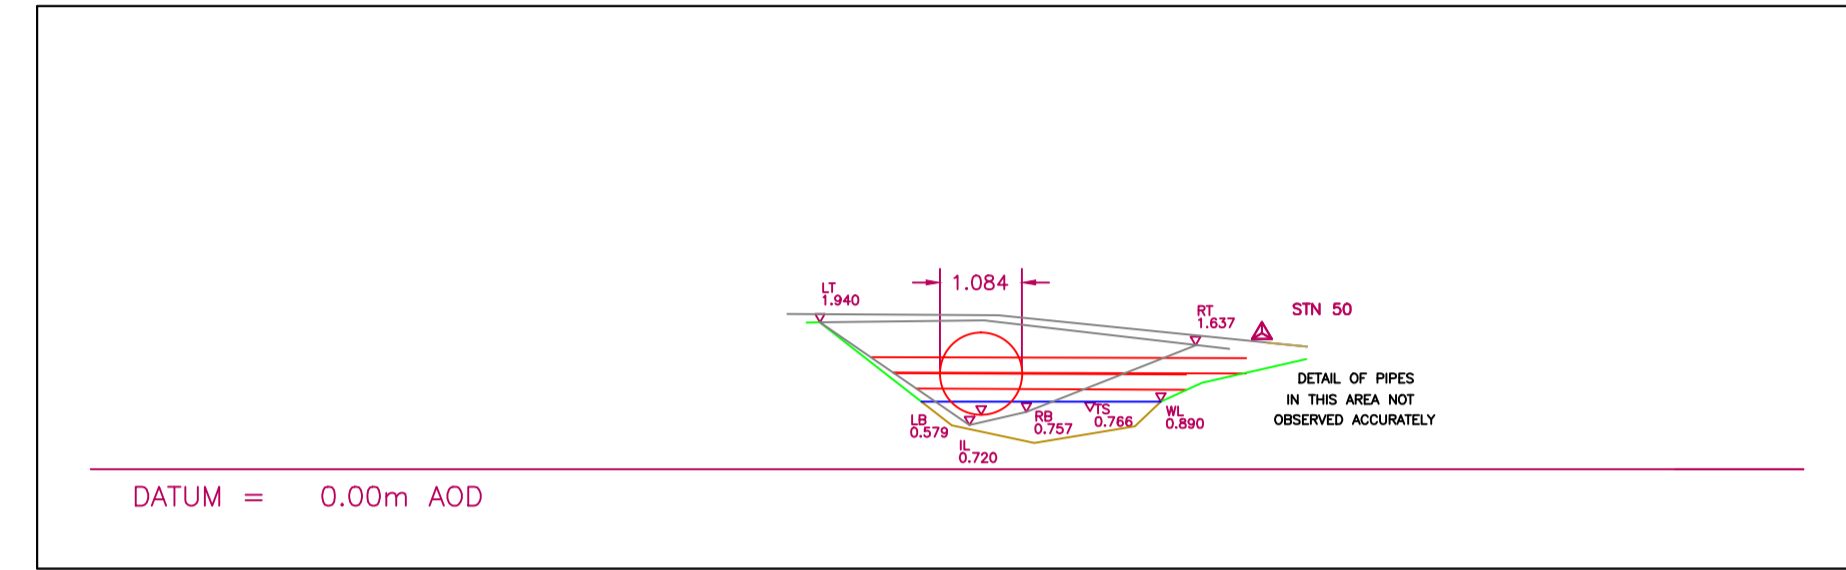 1.084
LT
1.940
RT
1.637
STN 50
DETAIL OF PIPES
IN THIS AREA NOT
OBSERVED ACCURATELY
LB
0.579
IL
0.720
RB
0.757
TS
0.766
WL
0.890
DATUM = 0.00m AOD